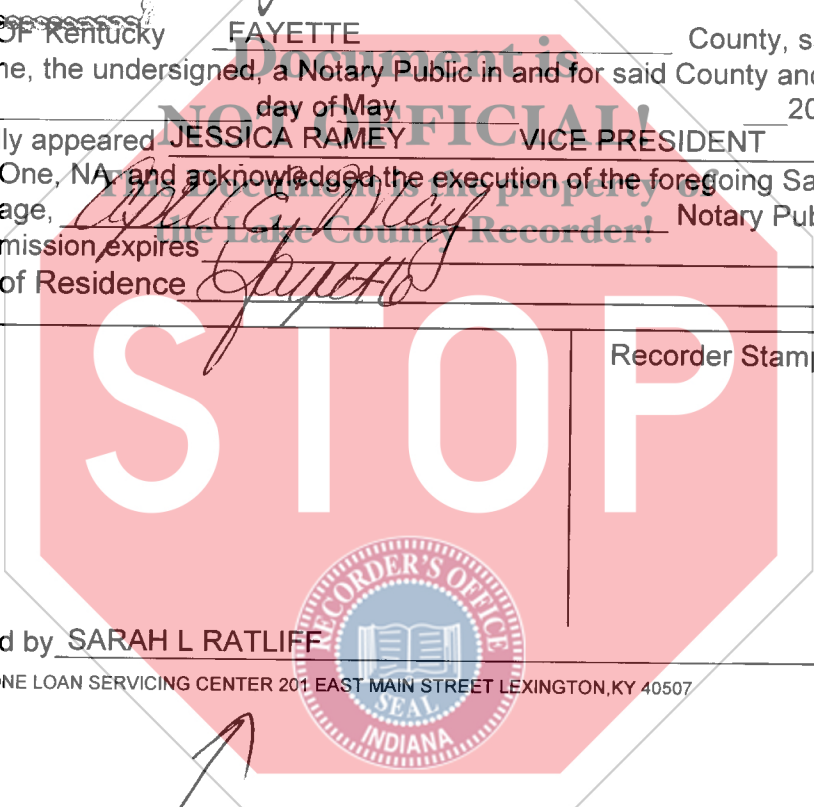 OF Kentucky FAYETTE County, s
Document is
ne, the undersigned, a Notary Public in and for said County and
day of May 20
NOT OFFICIAL!
ly appeared JESSICA RAMEY VICE PRESIDENT
One, NA. and acknowledged the execution of the foregoing Sa
This Document is the property of
age, April E. May Notary Pub
the Lake County Recorder!
mission expires
of Residence Fayette
STOP
Recorder Stamp
RECORDER'S OFFICE
SEAL
INDIANA
d by SARAH L RATLIFF
NE LOAN SERVICING CENTER 201 EAST MAIN STREET LEXINGTON,KY 40507